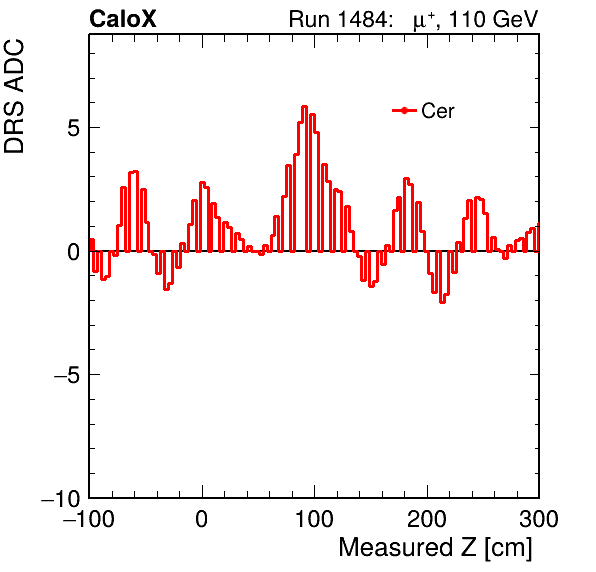 CaloX Run 1484: μ⁺, 110 GeV
DRS ADC
Cer
5
0
−5
−10
−100 0 100 200 300
Measured Z [cm]